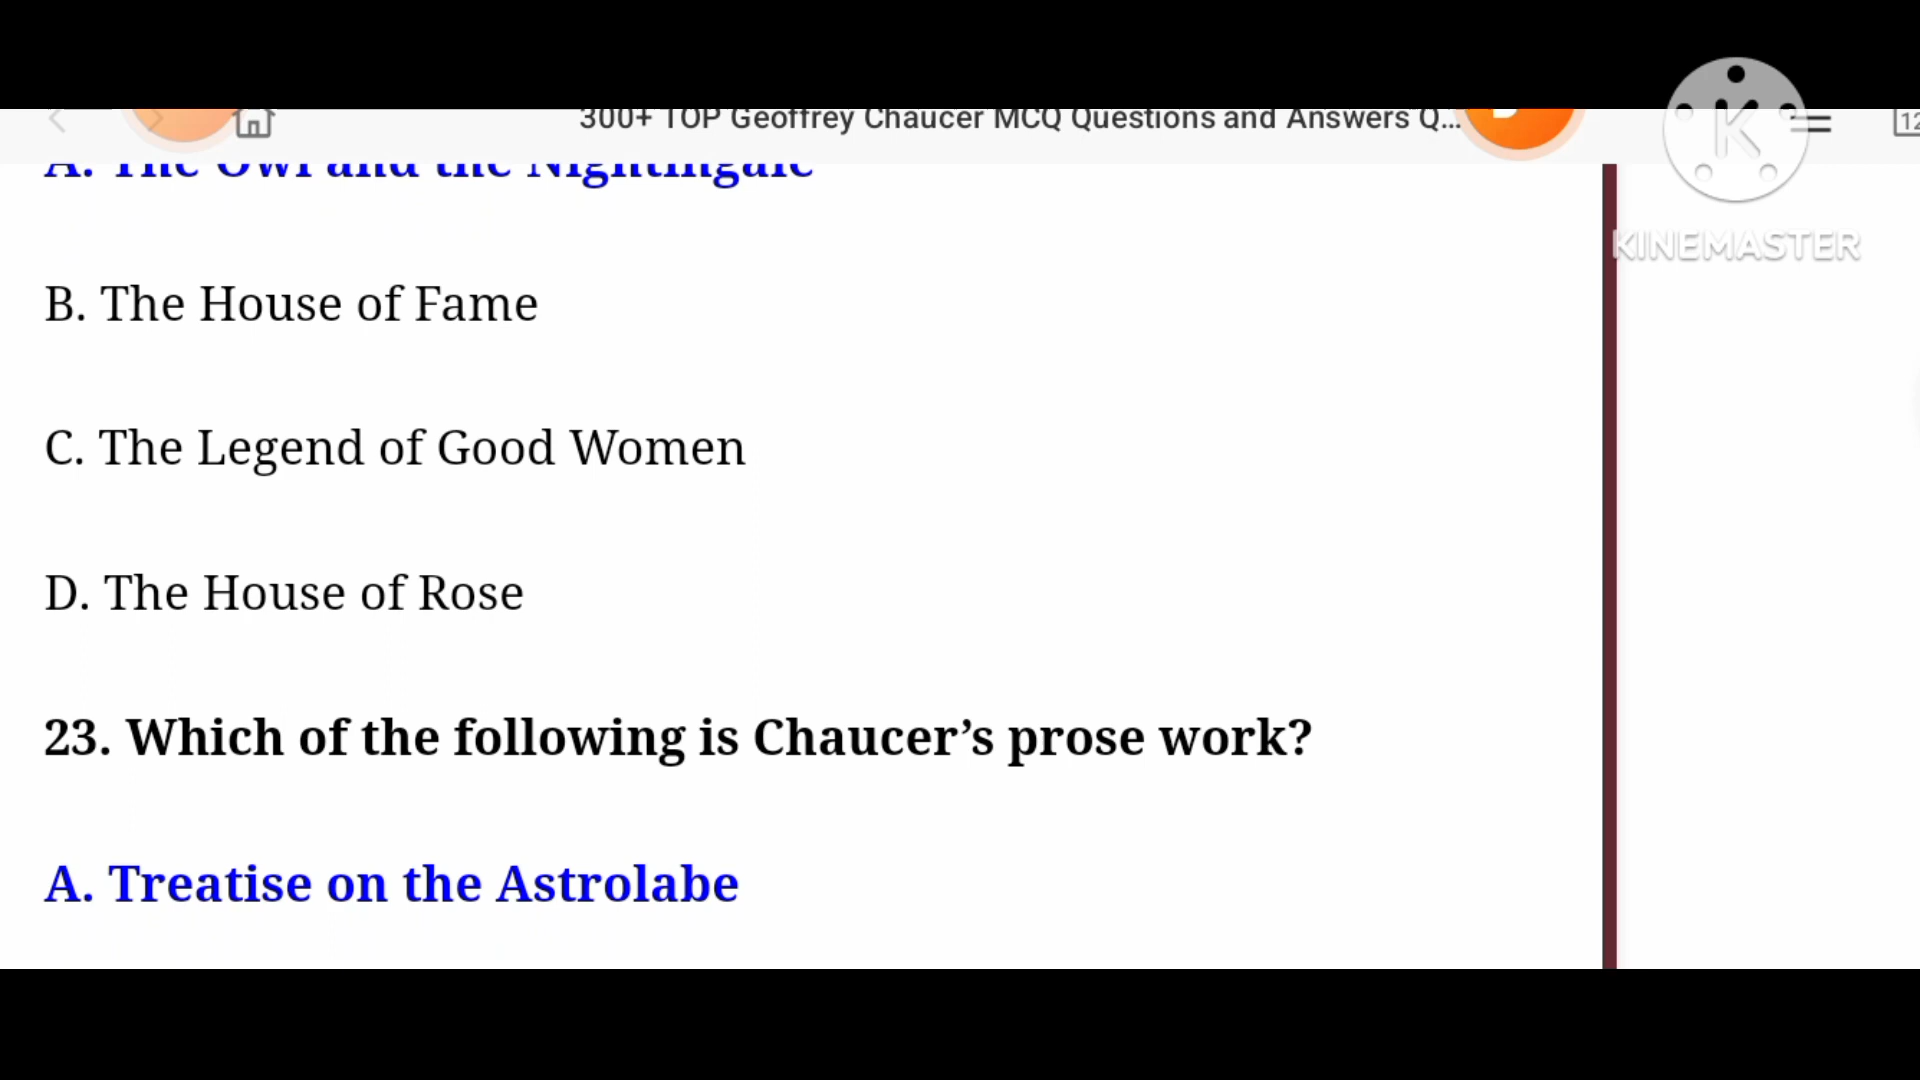 300+ TOP Geoffrey Chaucer MCQ Questions and Answers Q...
12
A. The Owl and the Nightingale
KINEMASTER
B. The House of Fame
C. The Legend of Good Women
D. The House of Rose
23. Which of the following is Chaucer’s prose work?
A. Treatise on the Astrolabe